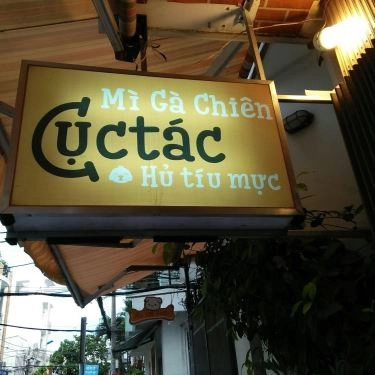 Mì Gà Chiên
Cục tác
Hủ tíu mực